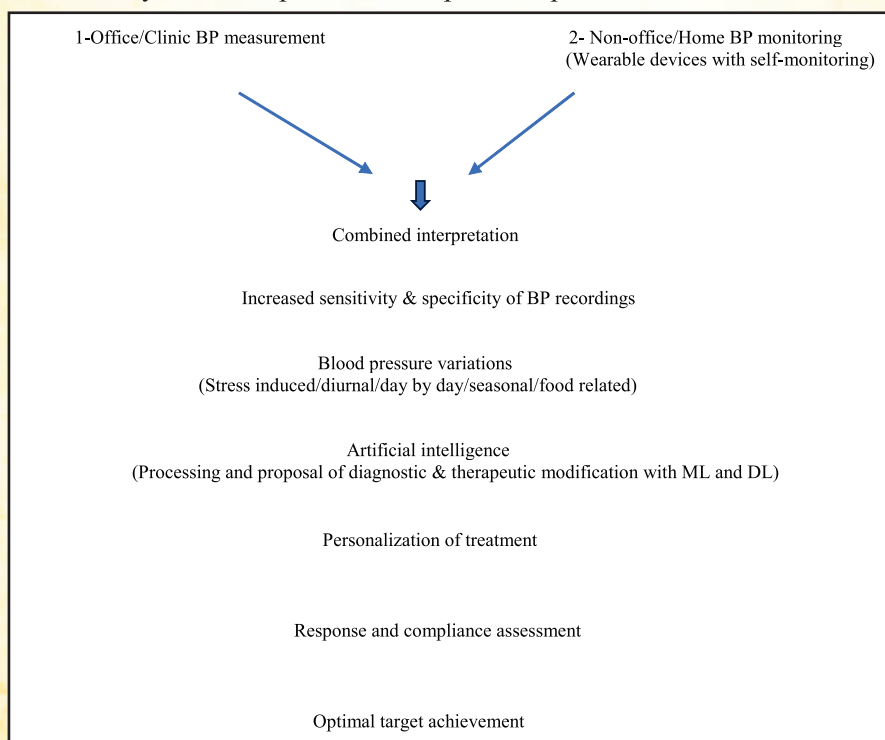 1-Office/Clinic BP measurement
2- Non-office/Home BP monitoring
(Wearable devices with self-monitoring)
Combined interpretation
Increased sensitivity & specificity of BP recordings
Blood pressure variations
(Stress induced/diurnal/day by day/seasonal/food related)
Artificial intelligence
(Processing and proposal of diagnostic & therapeutic modification with ML and DL)
Personalization of treatment
Response and compliance assessment
Optimal target achievement